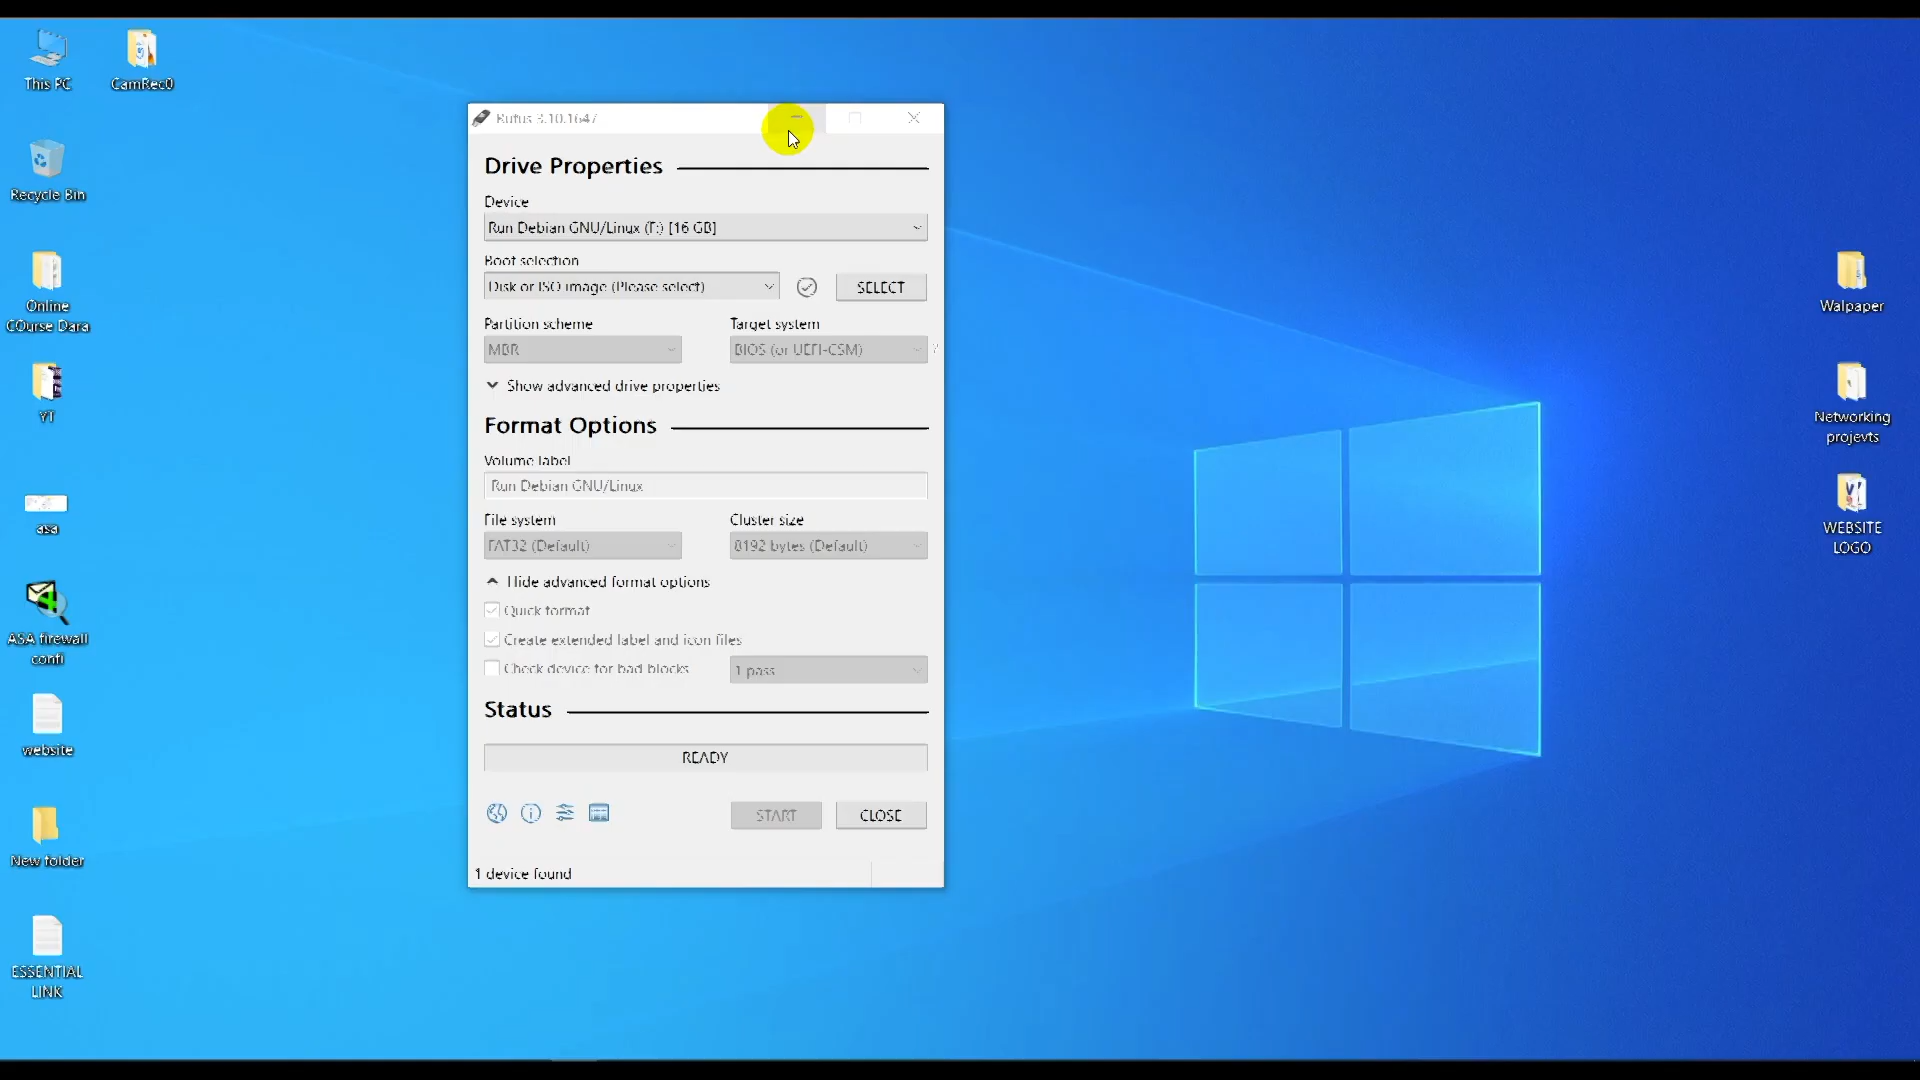 This PC
CamRec0
Recycle Bin
Online
COurse Dara
YT
asa
ASA firewall
confi
website
New folder
ESSENTIAL
LINK
Rufus 3.10.1647
Drive Properties
Device
Run Debian GNU/Linux (F:) [16 GB]
Boot selection
Disk or ISO image (Please select)
SELECT
Partition scheme
Target system
MBR
BIOS (or UEFI-CSM)
?
Show advanced drive properties
Format Options
Volume label
Run Debian GNU/Linux
File system
Cluster size
FAT32 (Default)
8192 bytes (Default)
Hide advanced format options
Quick format
Create extended label and icon files
Check device for bad blocks
1 pass
Status
READY
START
CLOSE
1 device found
Walpaper
Networking
projevts
WEBSITE
LOGO